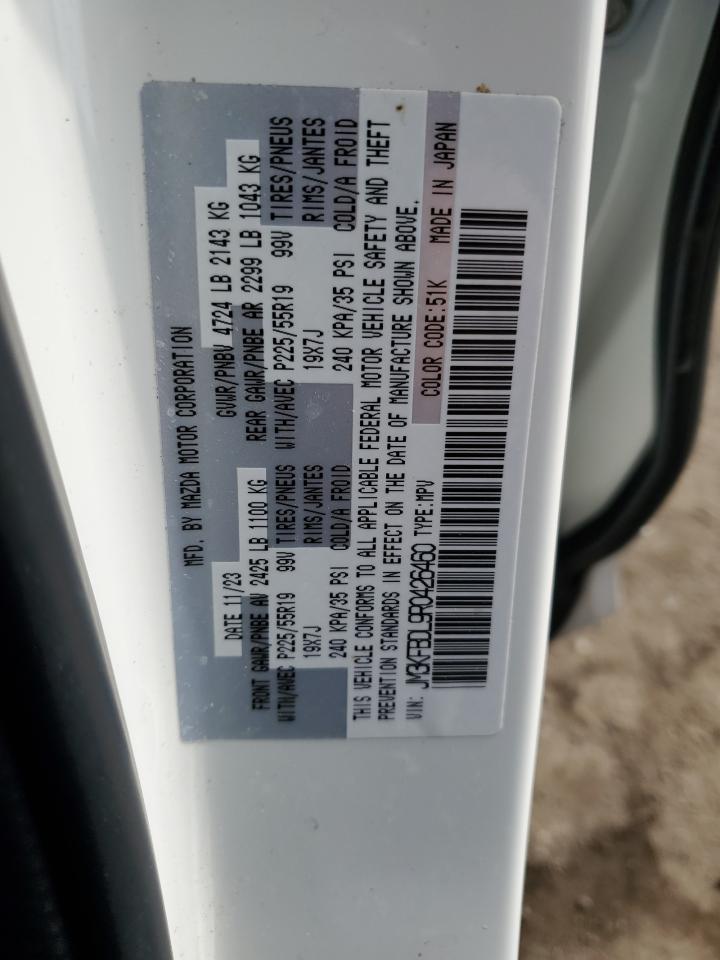 MFD. BY MAZDA MOTOR CORPORATION
DATE 11/23 GVWR/PNBV 4724 LB 2143 KG
FRONT GAWR/PNBE AV 2425 LB 1100 KG REAR GAWR/PNBE AR 2299 LB 1043 KG
WITH/AVEC P225/55R19 99V TIRES/PNEUS WITH/AVEC P225/55R19 99V TIRES/PNEUS
19X7J RIMS/JANTES 19X7J RIMS/JANTES
240 KPA/35 PSI COLD/A FROID 240 KPA/35 PSI COLD/A FROID
THIS VEHICLE CONFORMS TO ALL APPLICABLE FEDERAL MOTOR VEHICLE SAFETY AND THEFT
PREVENTION STANDARDS IN EFFECT ON THE DATE OF MANUFACTURE SHOWN ABOVE.
VIN: JM3KFBDL9R0426460 TYPE:MPV COLOR CODE:51K MADE IN JAPAN